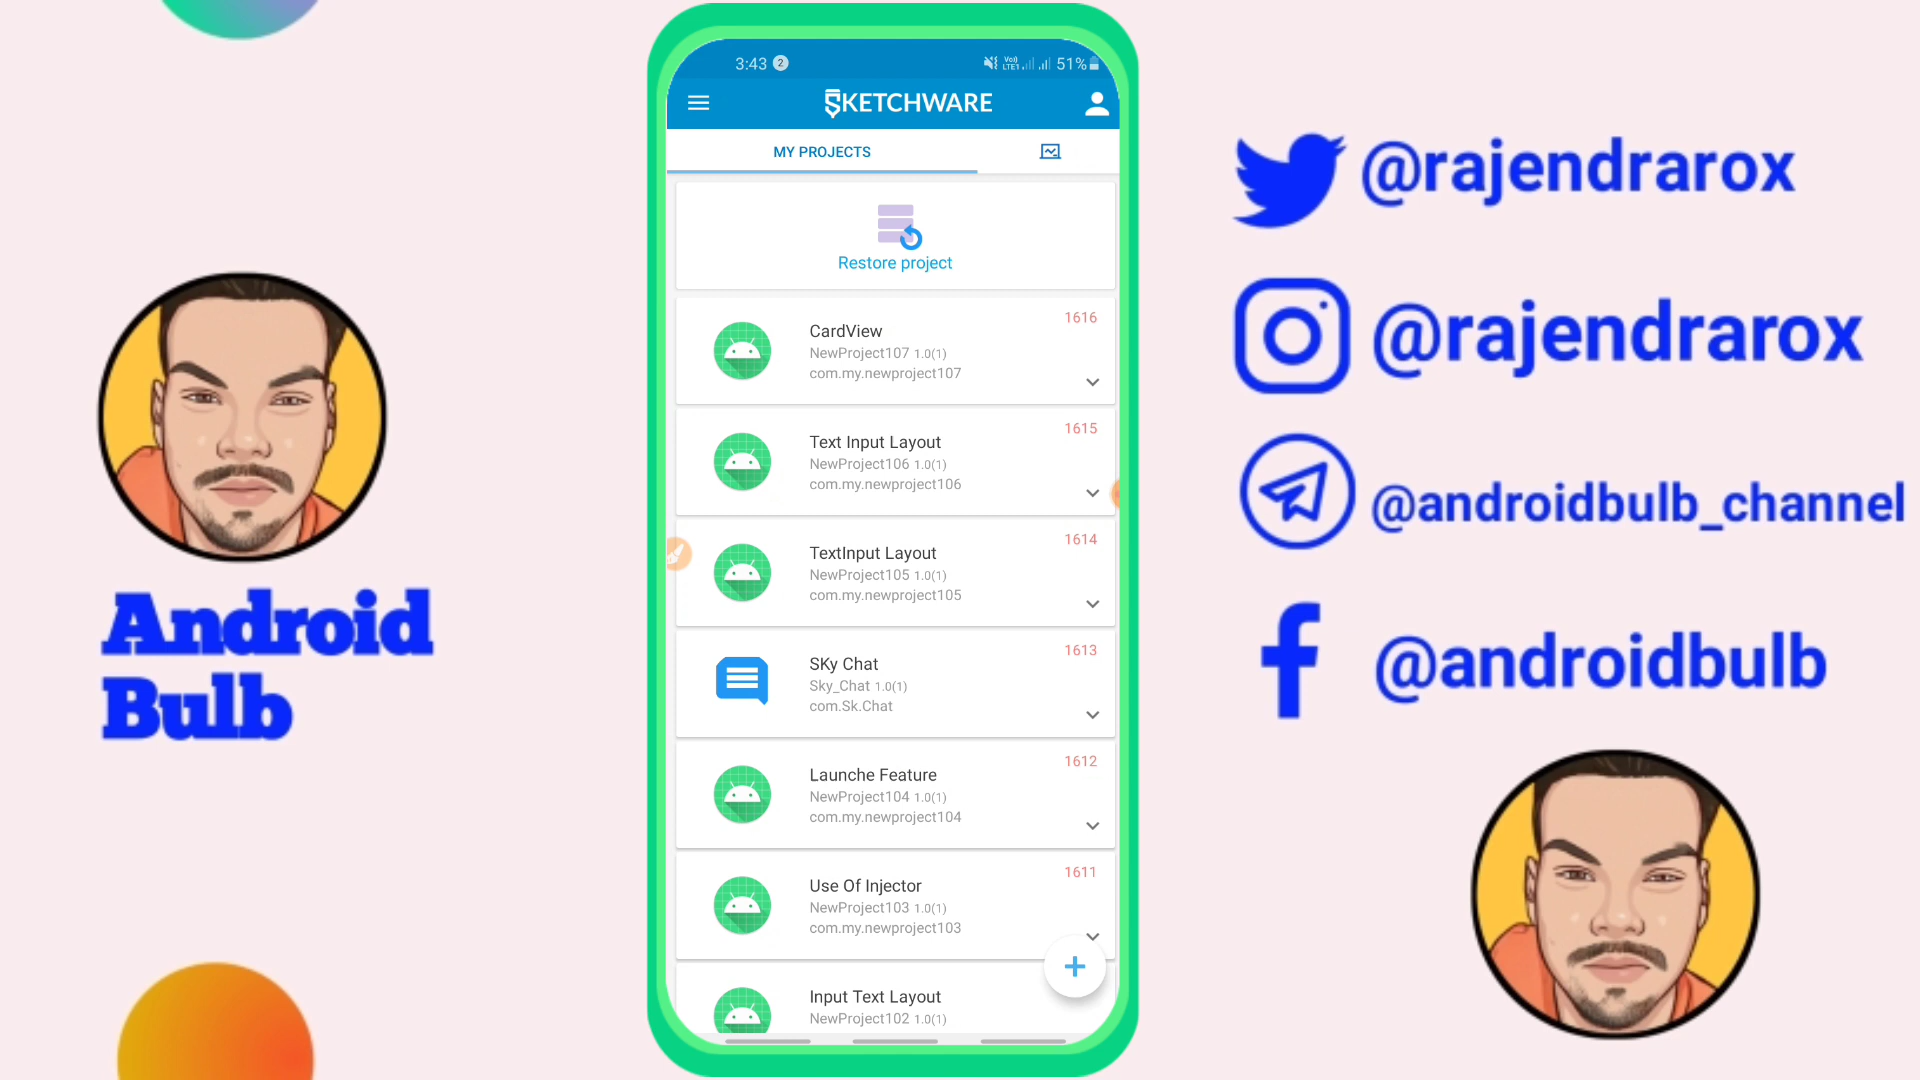 Android
Bulb
3:43 2
Vo)) LTE1 51%
SKETCHWARE
MY PROJECTS
Restore project
CardView
1616
NewProject107 1.0(1)
com.my.newproject107
Text Input Layout
1615
NewProject106 1.0(1)
com.my.newproject106
TextInput Layout
1614
NewProject105 1.0(1)
com.my.newproject105
SKy Chat
1613
Sky_Chat 1.0(1)
com.Sk.Chat
Launche Feature
1612
NewProject104 1.0(1)
com.my.newproject104
Use Of Injector
1611
NewProject103 1.0(1)
com.my.newproject103
+
Input Text Layout
NewProject102 1.0(1)
@rajendrarox
@rajendrarox
@androidbulb_channel
@androidbulb